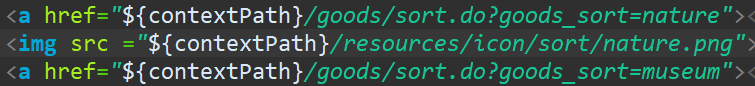 <a href="${contextPath}/goods/sort.do?goods_sort=nature"><
<img src ="${contextPath}/resources/icon/sort/nature.png">
<a href="${contextPath}/goods/sort.do?goods_sort=museum"><